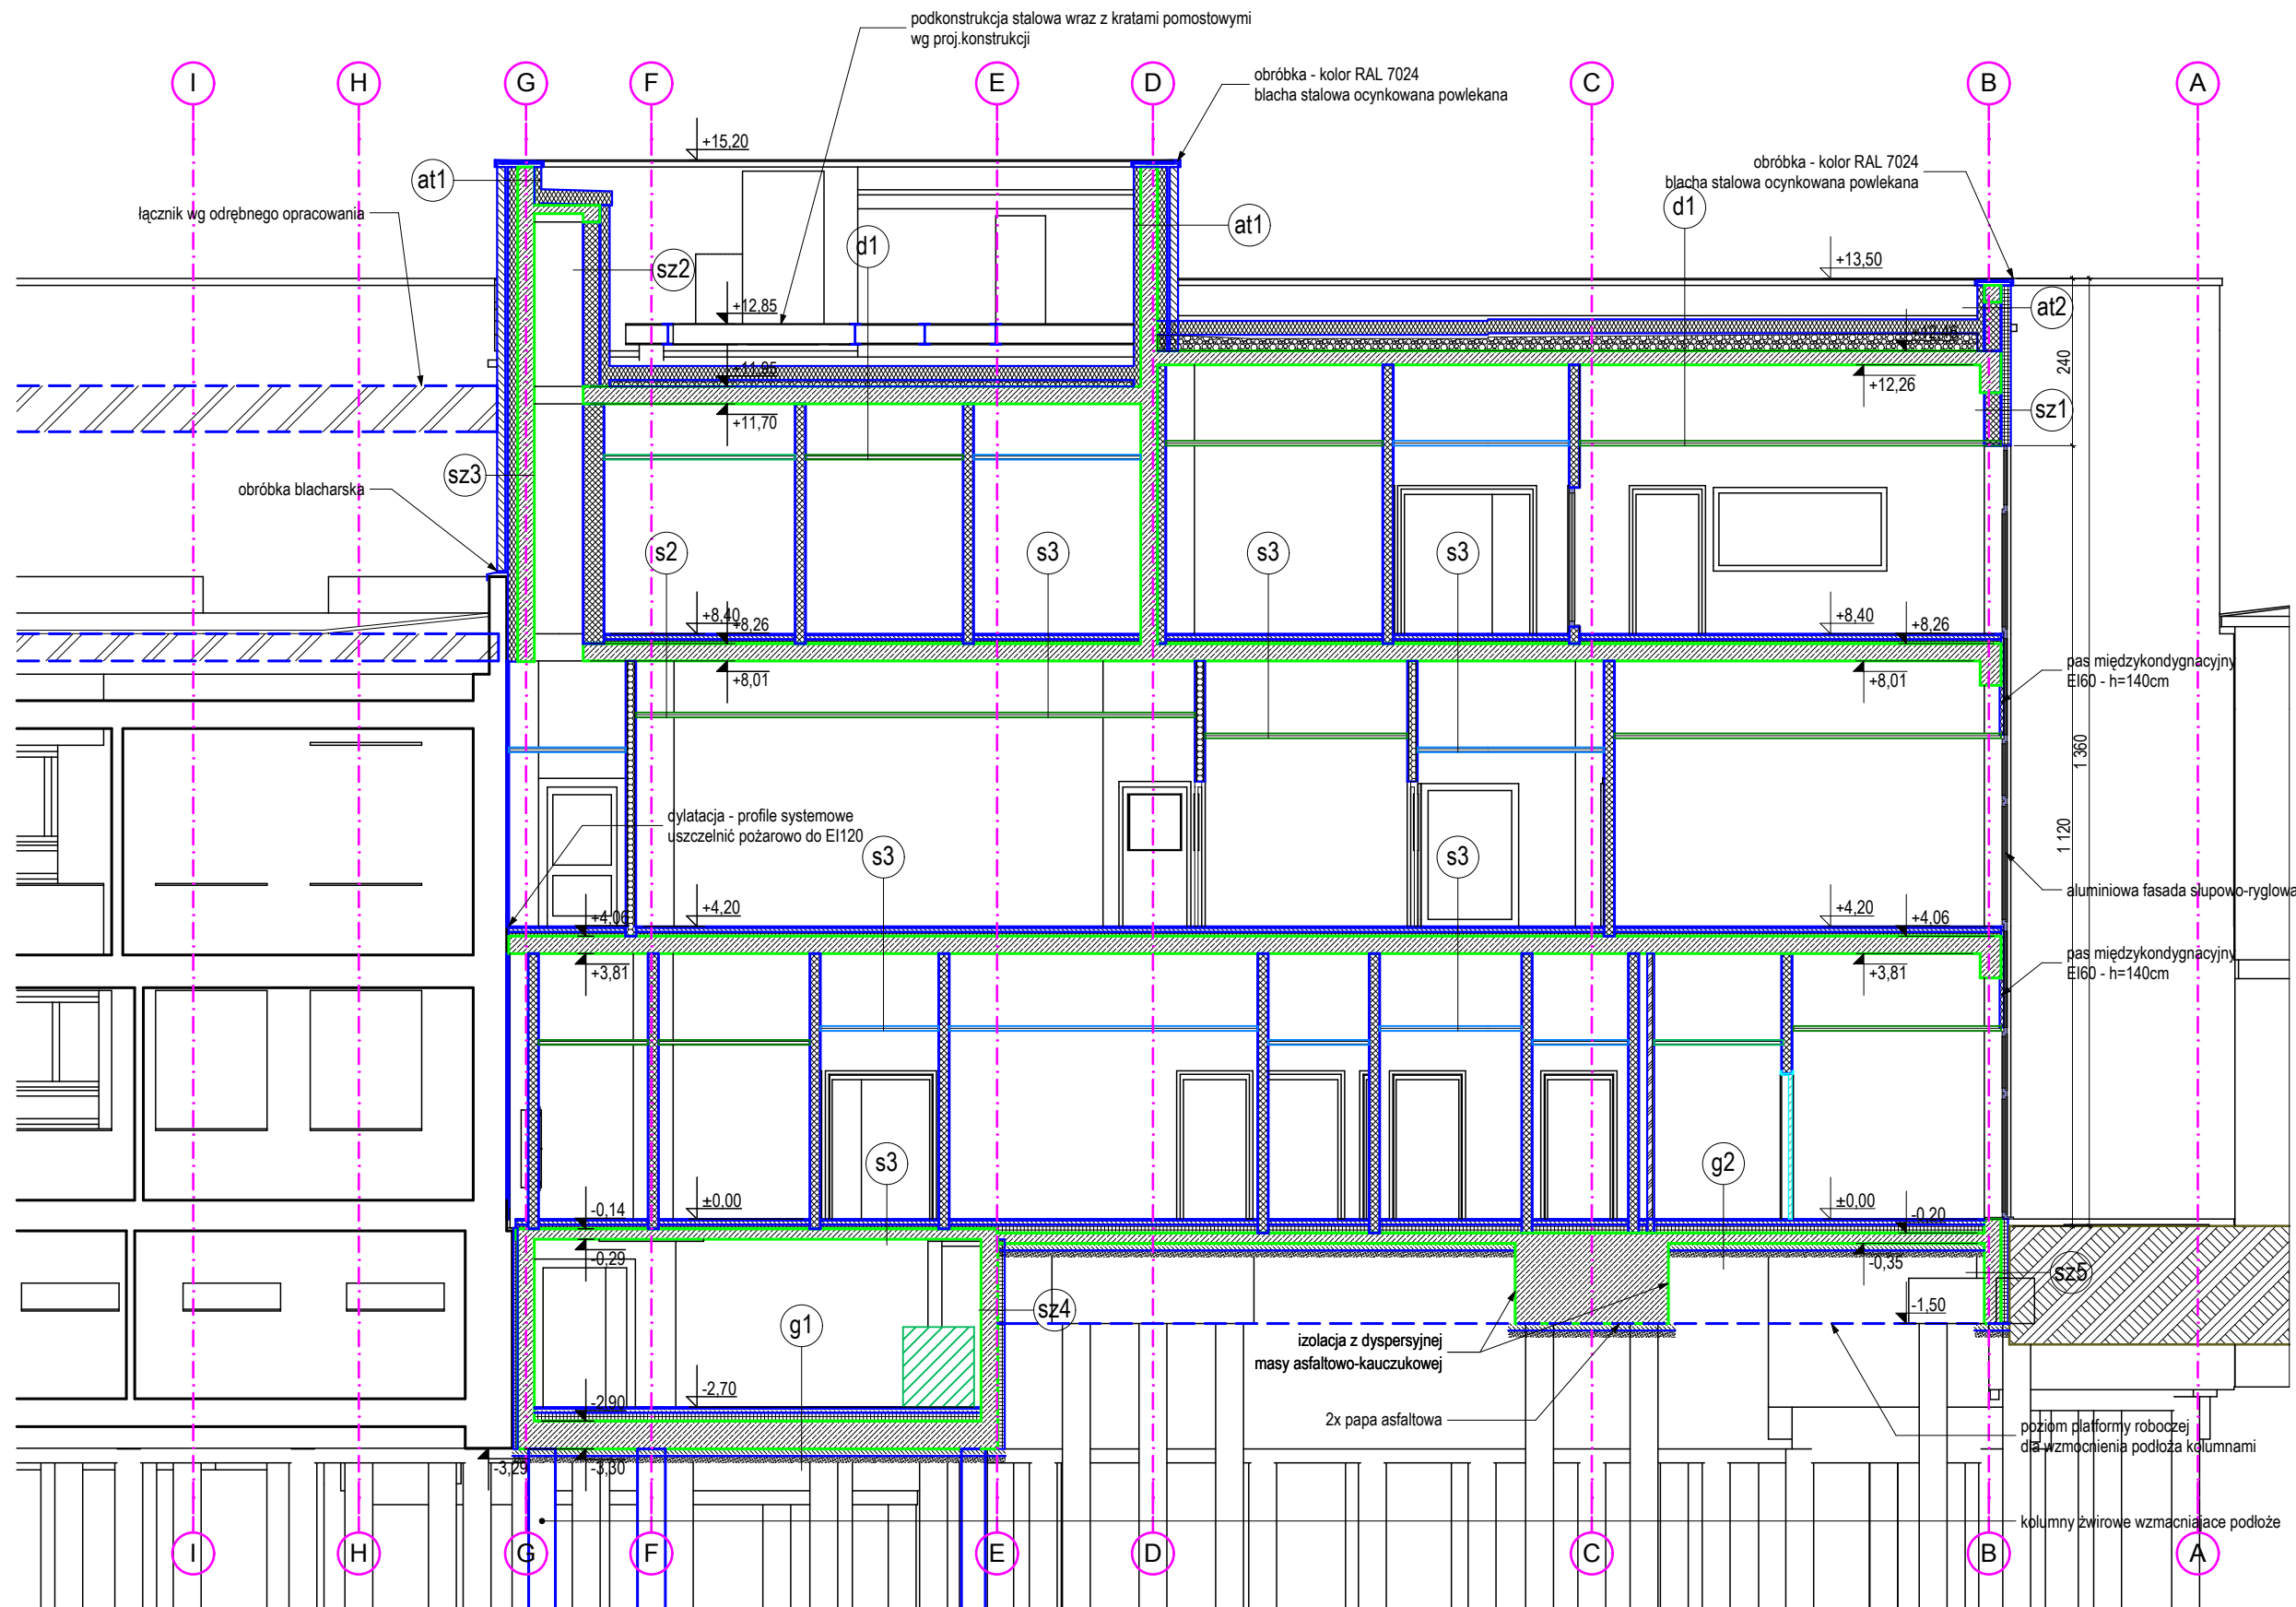 podkonstrukcja stalowa wraz z kratami pomostowymi
wg proj.konstrukcji
I
H
G
F
E
D
C
B
A
obróbka - kolor RAL 7024
blacha stalowa ocynkowana powlekana
+15,20
obróbka - kolor RAL 7024
blacha stalowa ocynkowana powlekana
at1
łącznik wg odrębnego opracowania
d1
at1
d1
sz2
+13,50
+12,85
at2
+12,46
240
+11,95
+12,26
+11,70
sz1
sz3
obróbka blacharska
s2
s3
s3
s3
+8,40
+8,26
+8,40
+8,26
+8,01
+8,01
pas międzykondygnacyjny
EI60 - h=140cm
1 360
dylatacja - profile systemowe
uszczelnić pożarowo do EI120
1 120
s3
s3
aluminiowa fasada słupowo-ryglowa
+4,06
+4,20
+4,20
+4,06
+3,81
+3,81
pas międzykondygnacyjny
EI60 - h=140cm
s3
g2
-0,14
±0,00
±0,00
-0,20
-0,29
-0,35
sz5
g1
sz4
-1,50
izolacja z dyspersyjnej
masy asfaltowo-kauczukowej
-2,90
-2,70
2x papa asfaltowa
poziom platformy roboczej
dla wzmocnienia podłoża kolumnami
-3,29
-3,30
kolumny żwirowe wzmacniajace podłoże
I
H
G
F
E
D
C
B
A